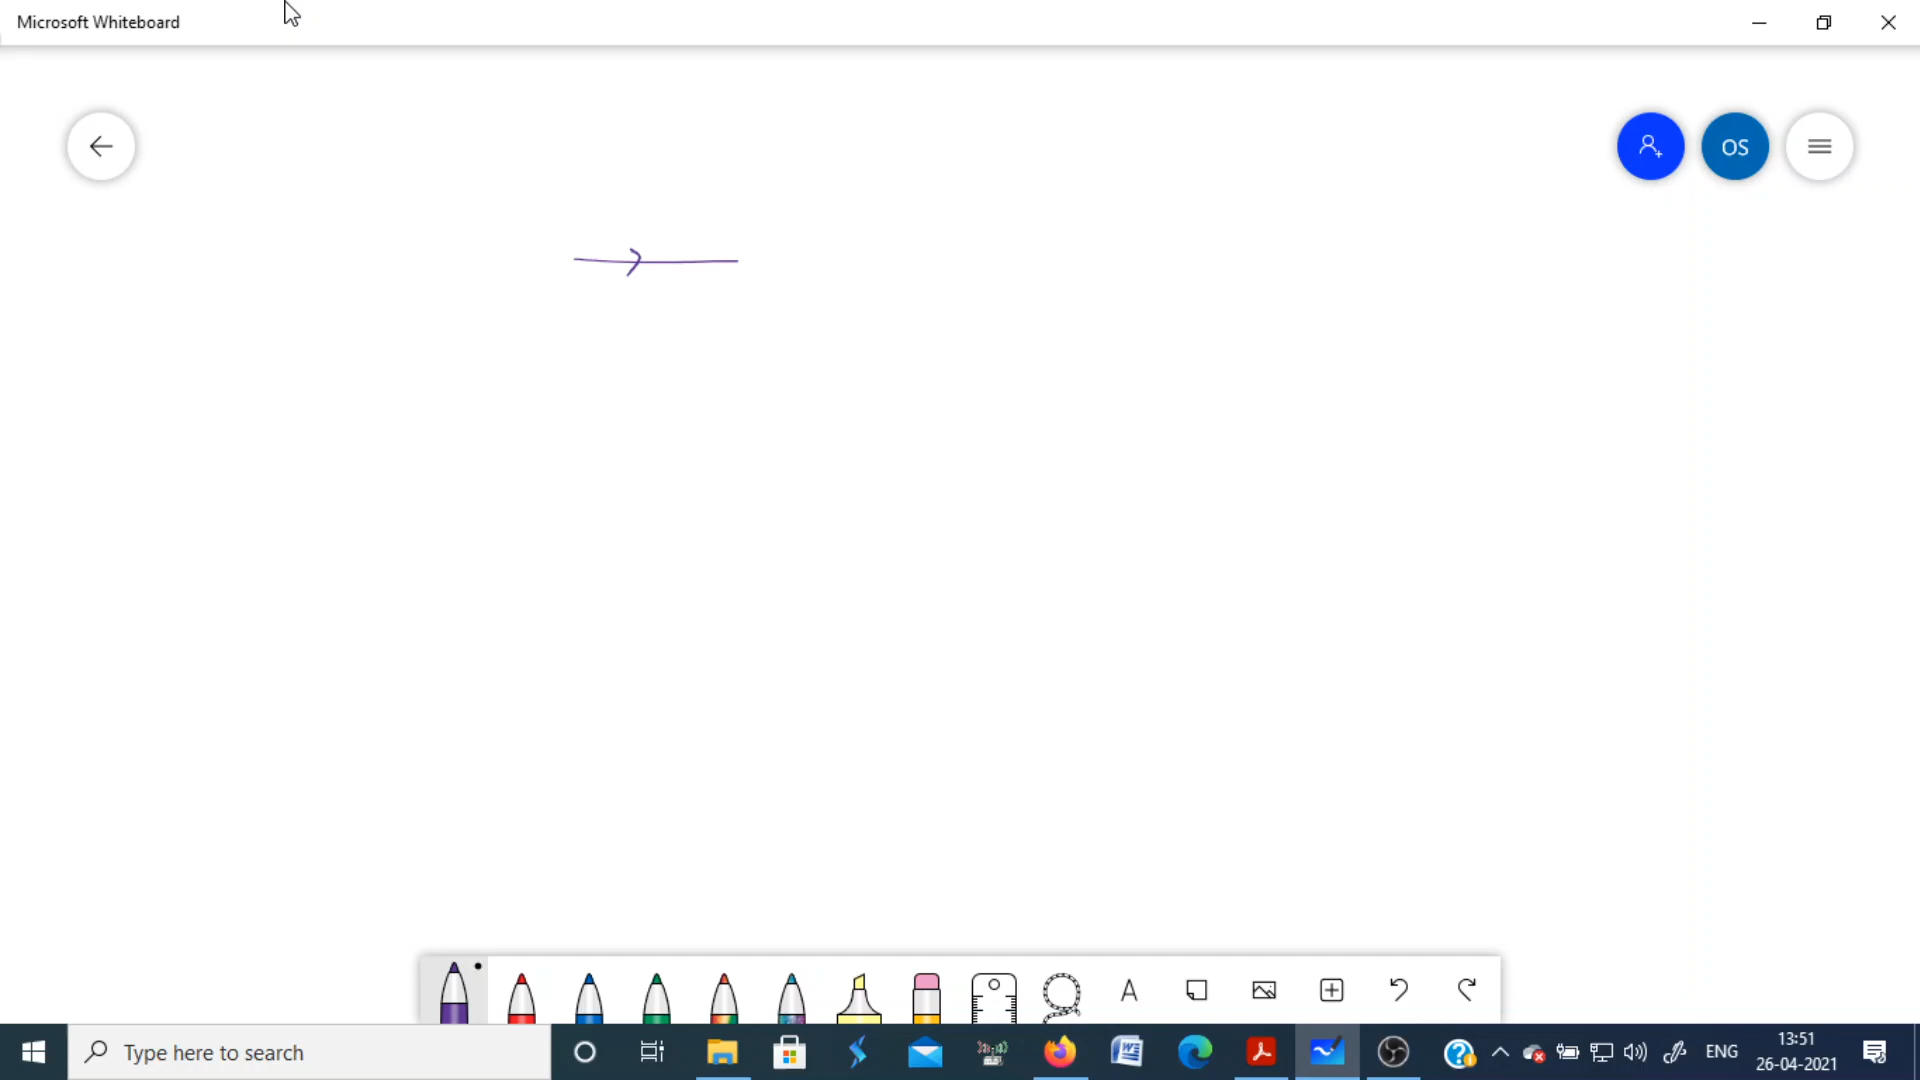 Microsoft Whiteboard
OS
A
Type here to search
ENG
13:51
26-04-2021